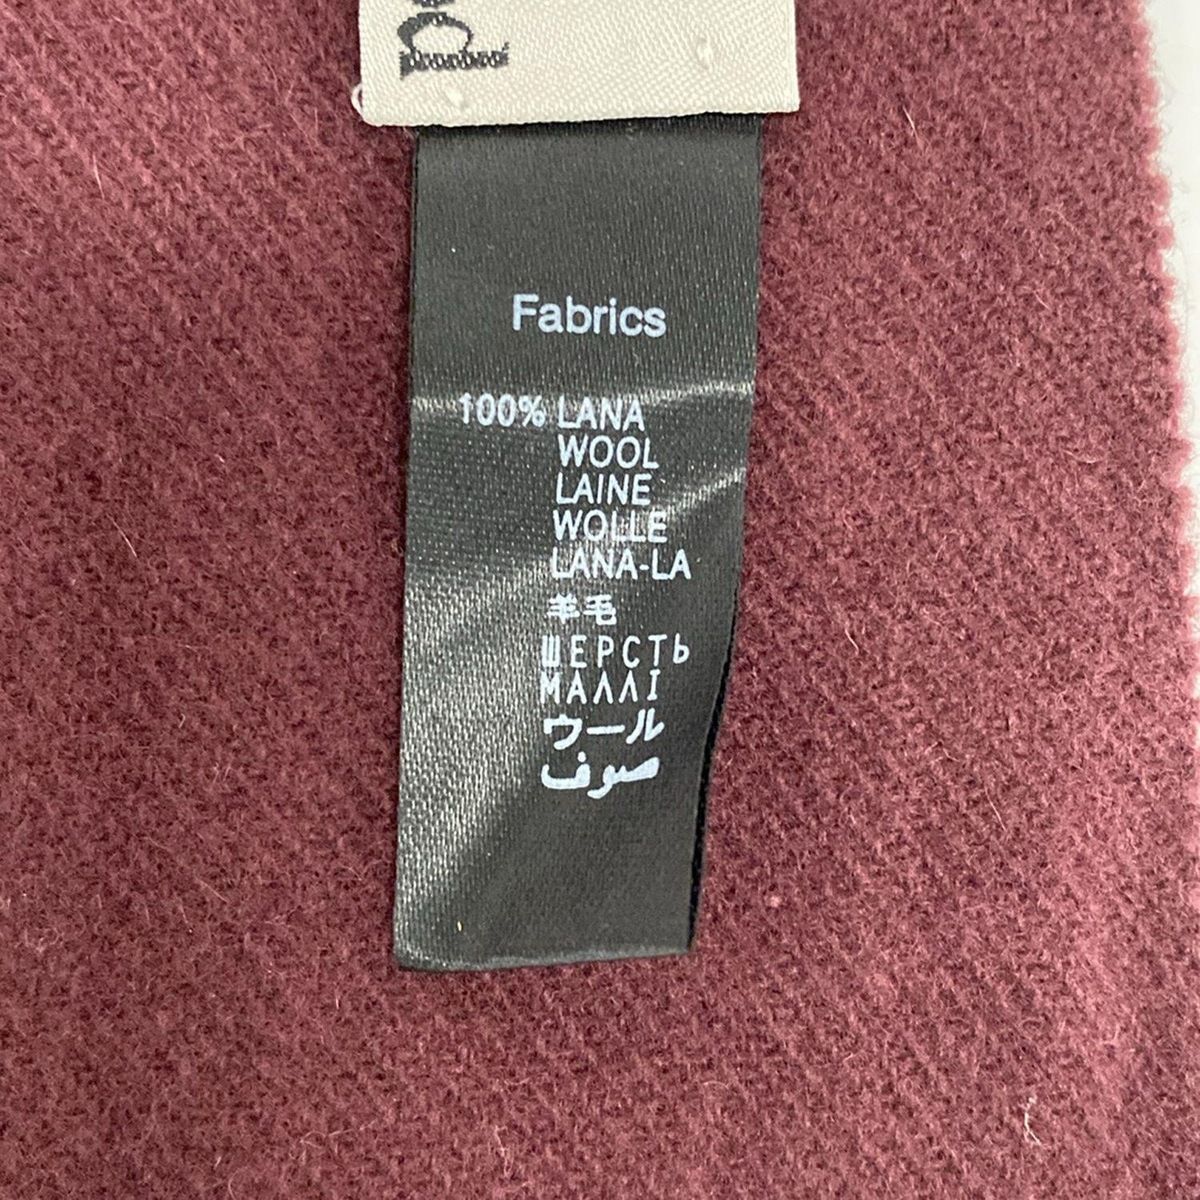 Fabrics
100% LANA
WOOL
LAINE
WOLLE
LANA-LA
羊毛
ШЕРСТЬ
ΜΑΛΛΙ
ウール
صوف